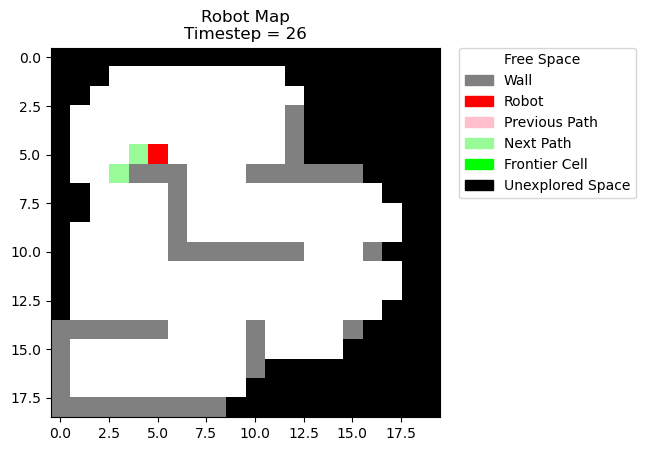 Robot Map
Timestep = 26
Free Space
Wall
Robot
Previous Path
Next Path
Frontier Cell
Unexplored Space
0.0
2.5
5.0
7.5
10.0
12.5
15.0
17.5
0.0
2.5
5.0
7.5
10.0
12.5
15.0
17.5